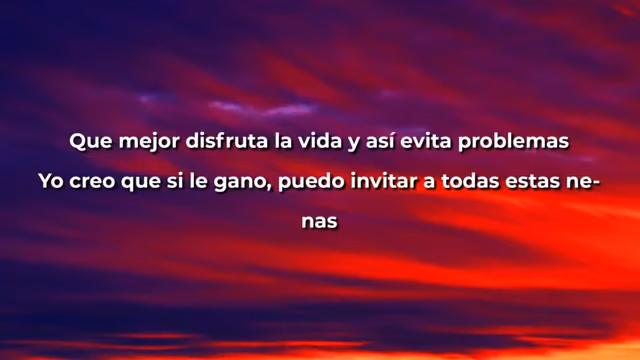 Que mejor disfruta la vida y así evita problemas
Yo creo que si le gano, puedo invitar a todas estas ne-
nas